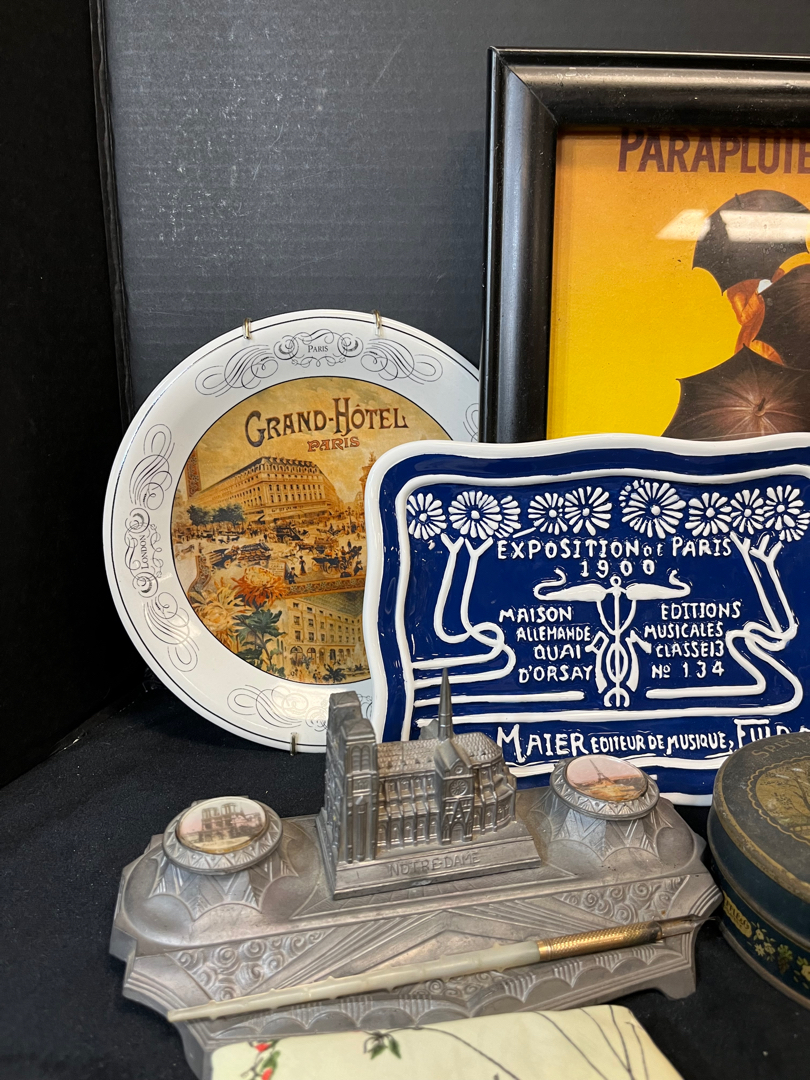 PARAPLUIE
PARIS
GRAND-HÔTEL
PARIS
LONDON
EXPOSITION DE PARIS
1900
MAISON
ALLEMANDE
QUAI
D'ORSAY
EDITIONS
MUSICALES
CLASSE 13
Nº 134
MAIER EDITEUR DE MUSIQUE,
NOTRE DAME